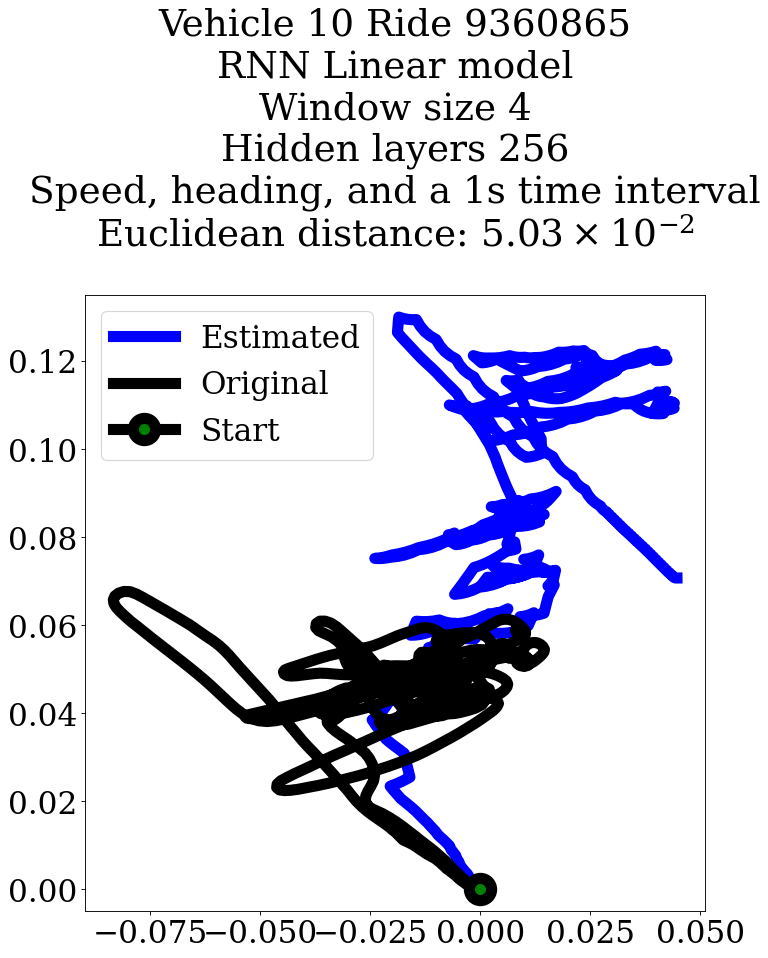 Vehicle 10 Ride 9360865
RNN Linear model
Window size 4
Hidden layers 256
Speed, heading, and a 1s time interval
Euclidean distance: 5.03 × 10⁻²
Estimated
Original
Start
0.12
0.10
0.08
0.06
0.04
0.02
0.00
−0.075 −0.050 −0.025 0.000 0.025 0.050